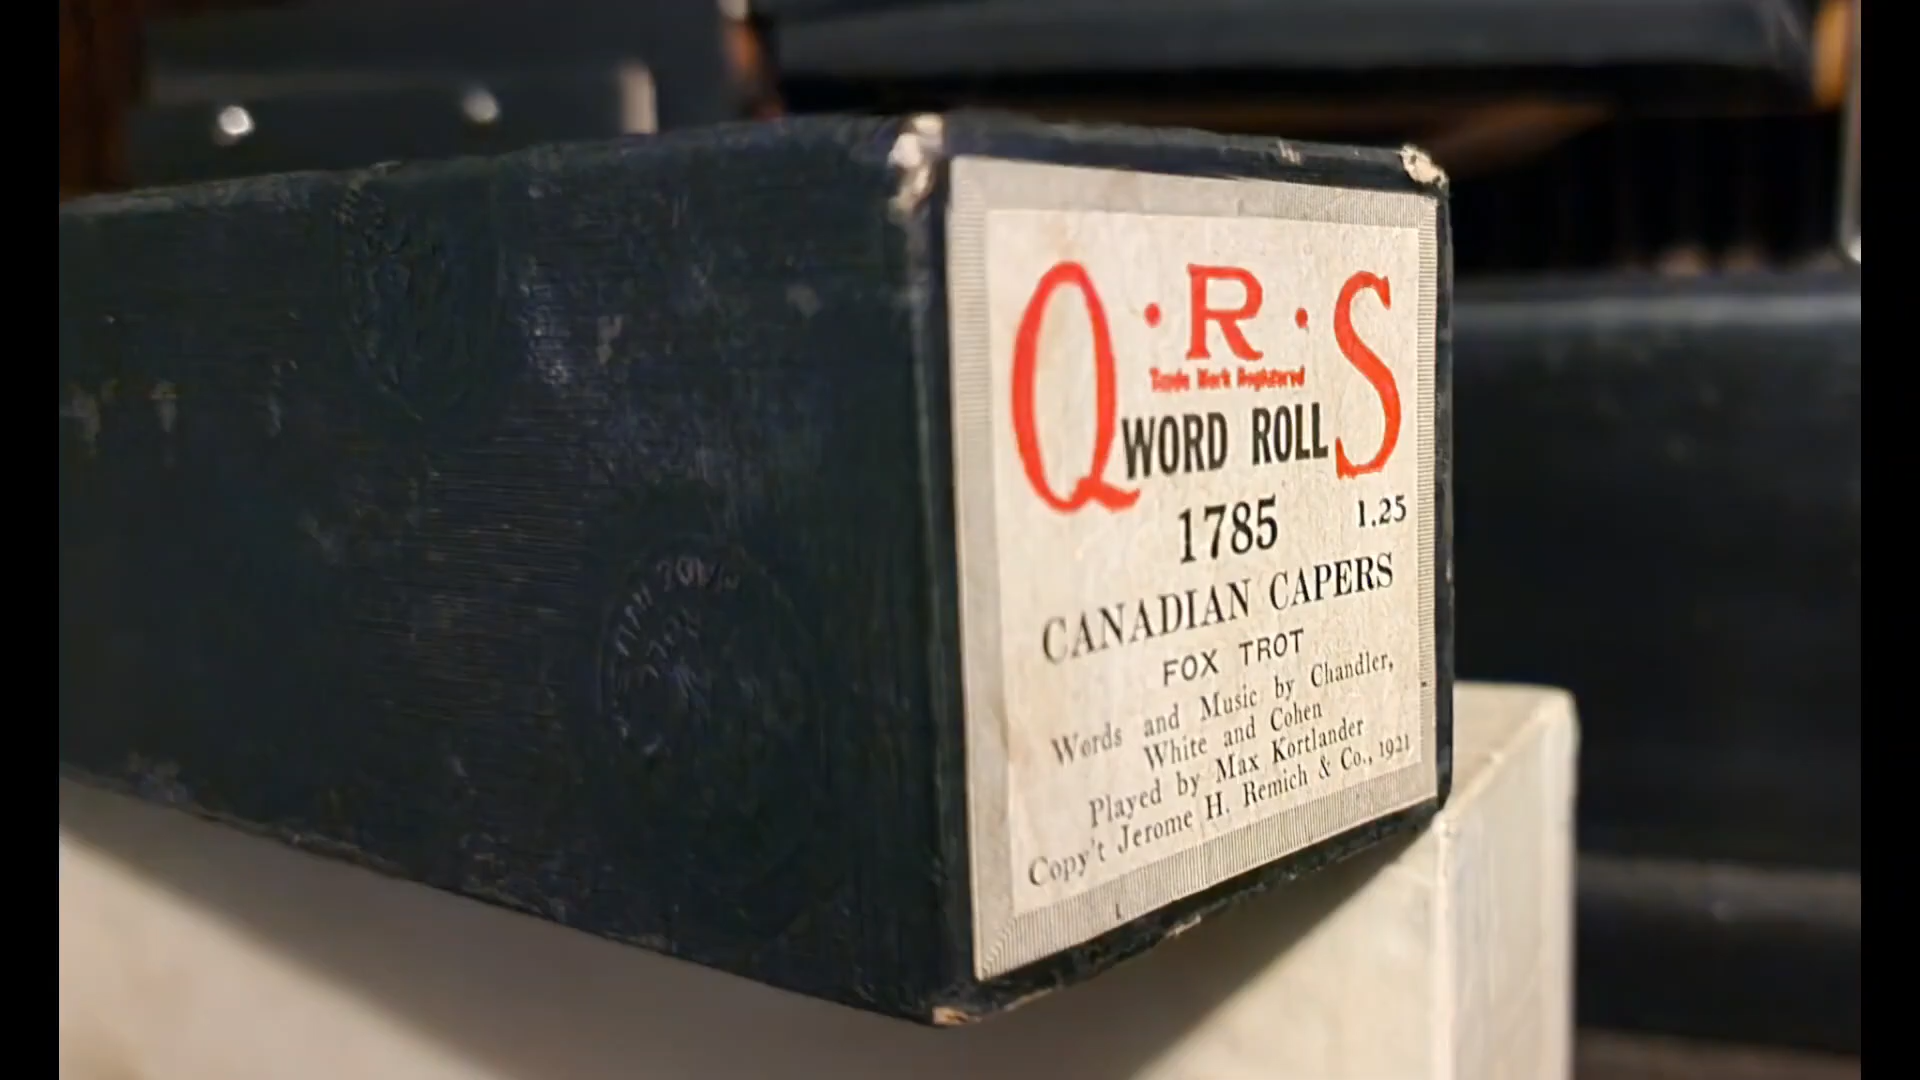 Q·R·S
Trade Mark Registered
WORD ROLL
1785 1.25
CANADIAN CAPERS
FOX TROT
Words and Music by Chandler,
White and Cohen
Played by Max Kortlander
Copy't Jerome H. Remich & Co., 1921